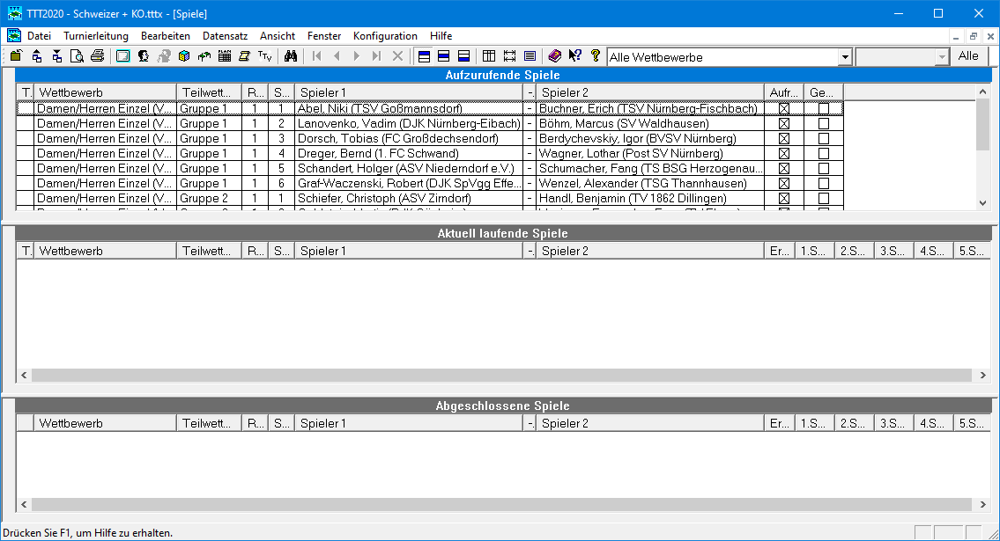 TTT2020 - Schweizer + KO.tttx - [Spiele]
Datei Turnierleitung Bearbeiten Datensatz Ansicht Fenster Konfiguration Hilfe
Alle Wettbewerbe Alle
Aufzurufende Spiele
T. Wettbewerb Teilwett... R... S... Spieler 1 -. Spieler 2 Aufr... Ge...
Damen/Herren Einzel (V... Gruppe 1 1 1 Abel, Niki (TSV Goßmannsdorf) - Buchner, Erich (TSV Nürnberg-Fischbach)
Damen/Herren Einzel (V... Gruppe 1 1 2 Lanovenko, Vadim (DJK Nürnberg-Eibach) - Böhm, Marcus (SV Waldhausen)
Damen/Herren Einzel (V... Gruppe 1 1 3 Dorsch, Tobias (FC Großdechsendorf) - Berdychevskiy, Igor (BVSV Nürnberg)
Damen/Herren Einzel (V... Gruppe 1 1 4 Dreger, Bernd (1. FC Schwand) - Wagner, Lothar (Post SV Nürnberg)
Damen/Herren Einzel (V... Gruppe 1 1 5 Schandert, Holger (ASV Niederndorf e.V.) - Schumacher, Fang (TS BSG Herzogenau...
Damen/Herren Einzel (V... Gruppe 1 1 6 Graf-Waczenski, Robert (DJK SpVgg Effe... - Wenzel, Alexander (TSG Thannhausen)
Damen/Herren Einzel (V... Gruppe 2 1 1 Schiefer, Christoph (ASV Zirndorf) - Handl, Benjamin (TV 1862 Dillingen)
Aktuell laufende Spiele
T. Wettbewerb Teilwett... R... S... Spieler 1 -. Spieler 2 Er... 1.S... 2.S... 3.S... 4.S... 5.S...
Abgeschlossene Spiele
Wettbewerb Teilwett... R... S... Spieler 1 -. Spieler 2 Er... 1.S... 2.S... 3.S... 4.S... 5.S...
Drücken Sie F1, um Hilfe zu erhalten.